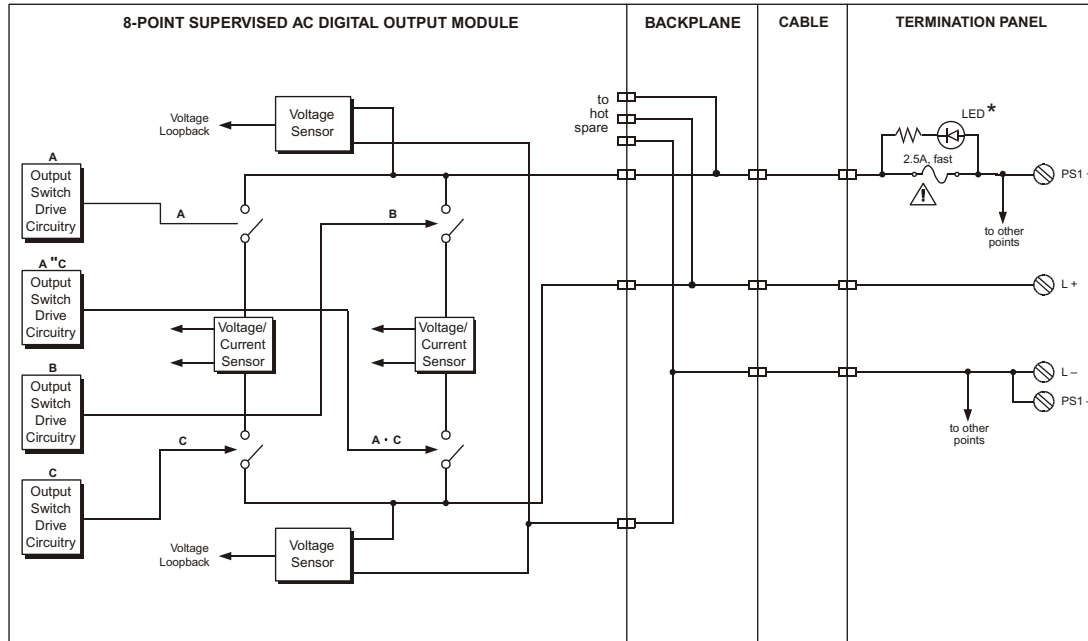 8-POINT SUPERVISED AC DIGITAL OUTPUT MODULE
BACKPLANE
CABLE
TERMINATION PANEL
Voltage
Loopback
Voltage
Sensor
to
hot
spare
LED*
2.5A, fast
PS1 +
to other
points
A
Output
Switch
Drive
Circuitry
A
B
A "C
Output
Switch
Drive
Circuitry
L +
Voltage/
Current
Sensor
Voltage/
Current
Sensor
B
Output
Switch
Drive
Circuitry
L –
PS1 –
to other
points
C
A · C
C
Output
Switch
Drive
Circuitry
Voltage
Loopback
Voltage
Sensor